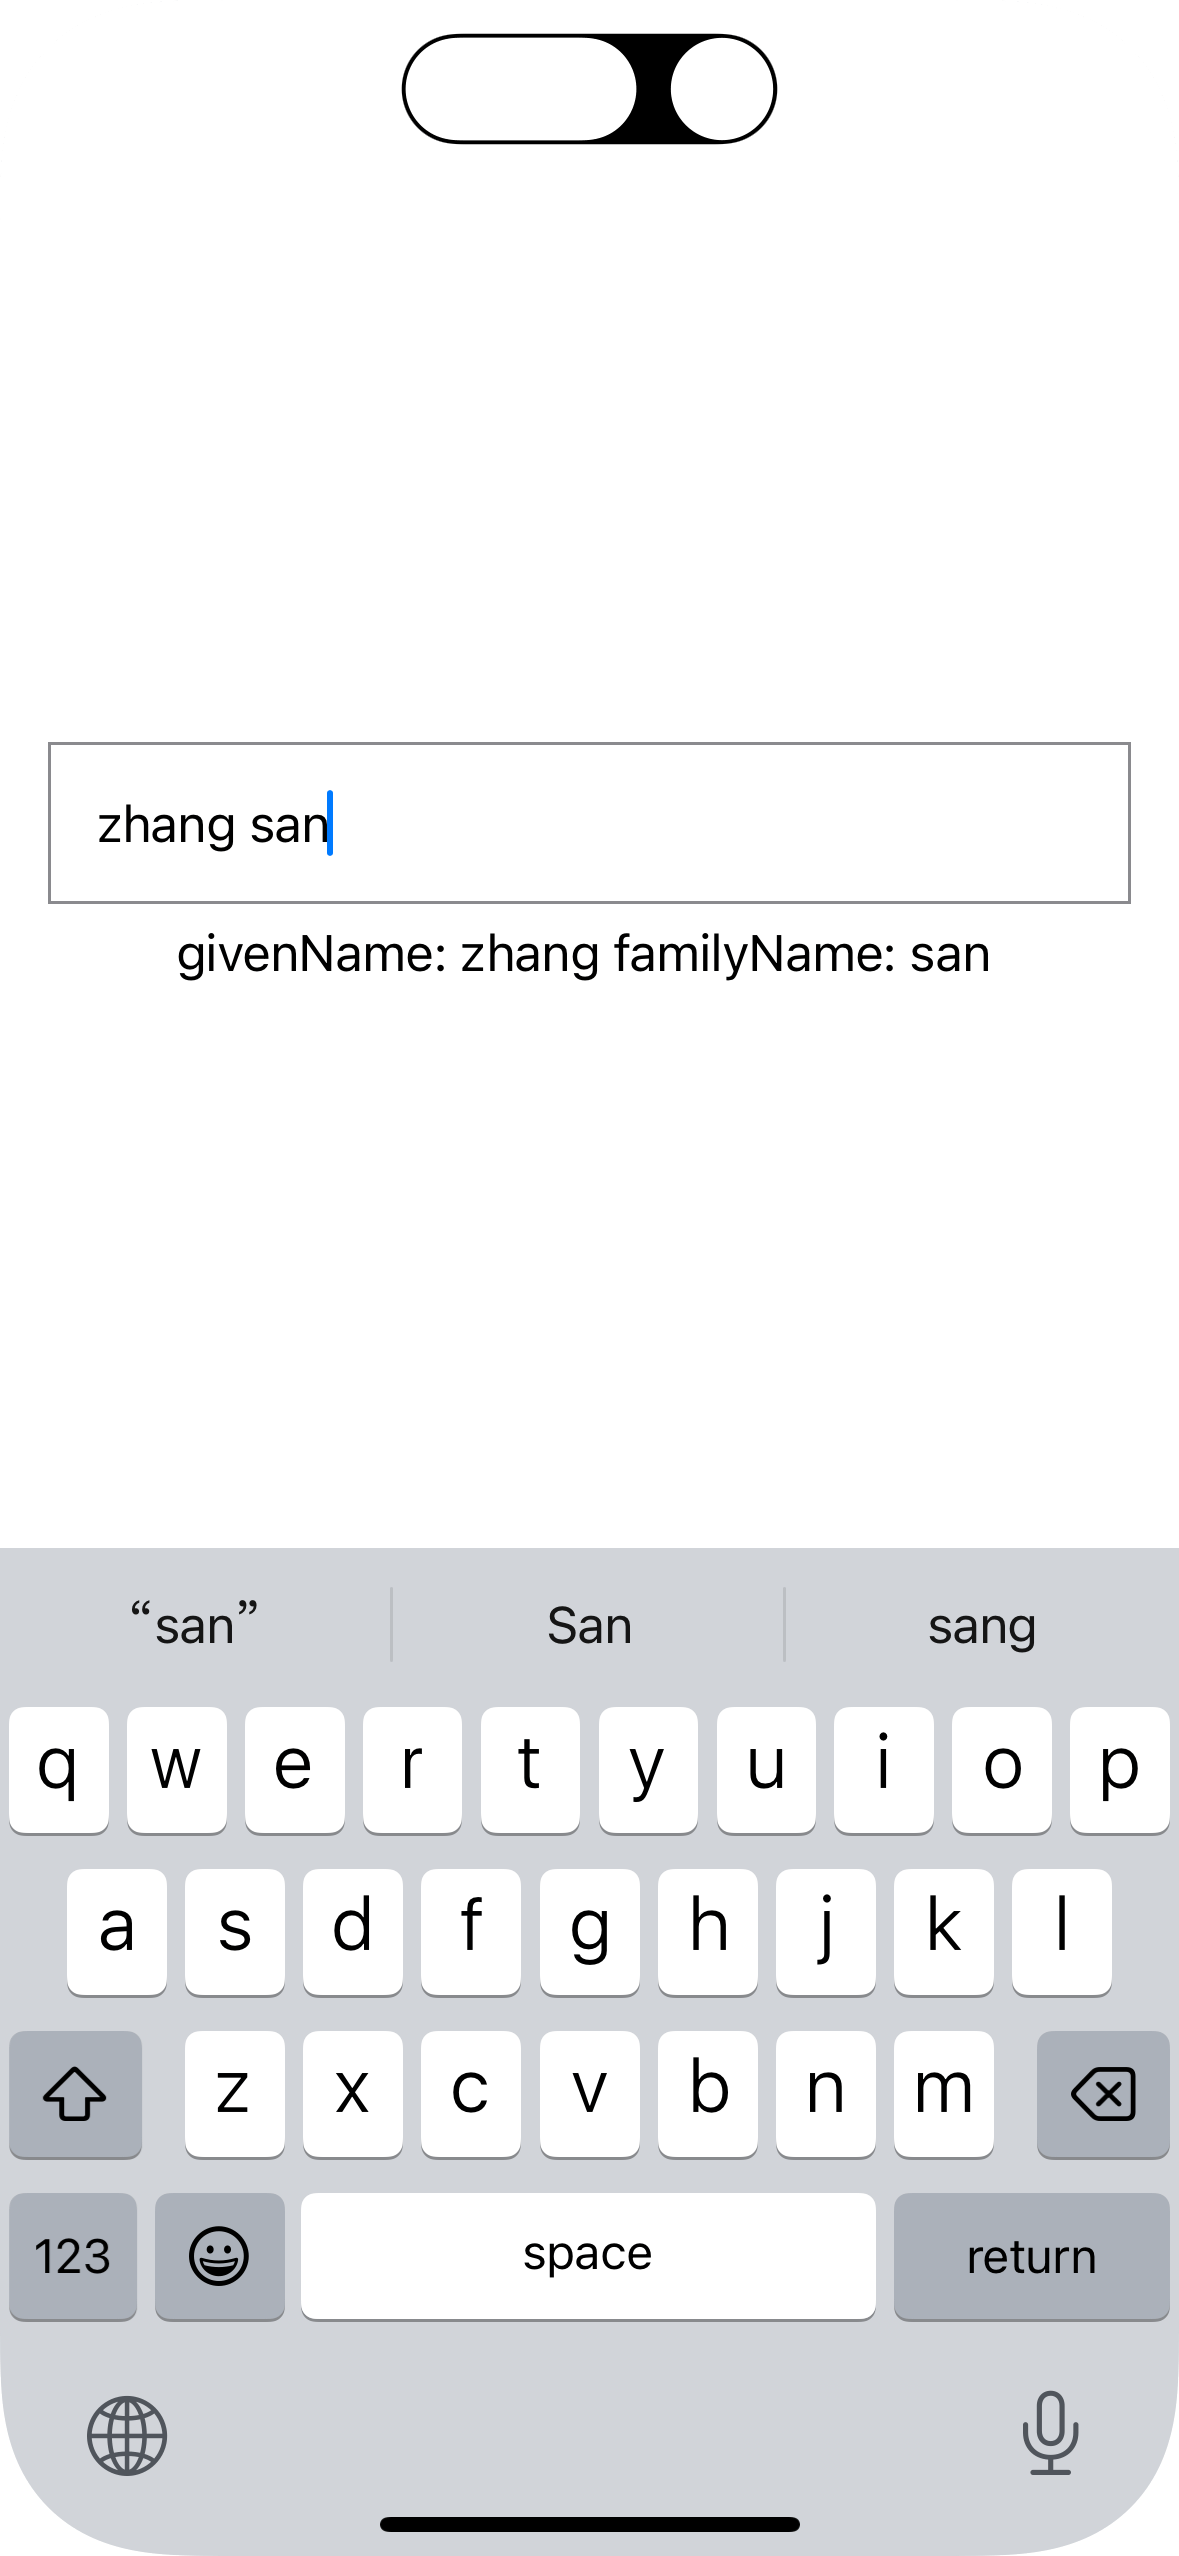 zhang san
givenName: zhang familyName: san
“san” San sang
q w e r t y u i o p
a s d f g h j k l
z x c v b n m
123 space return